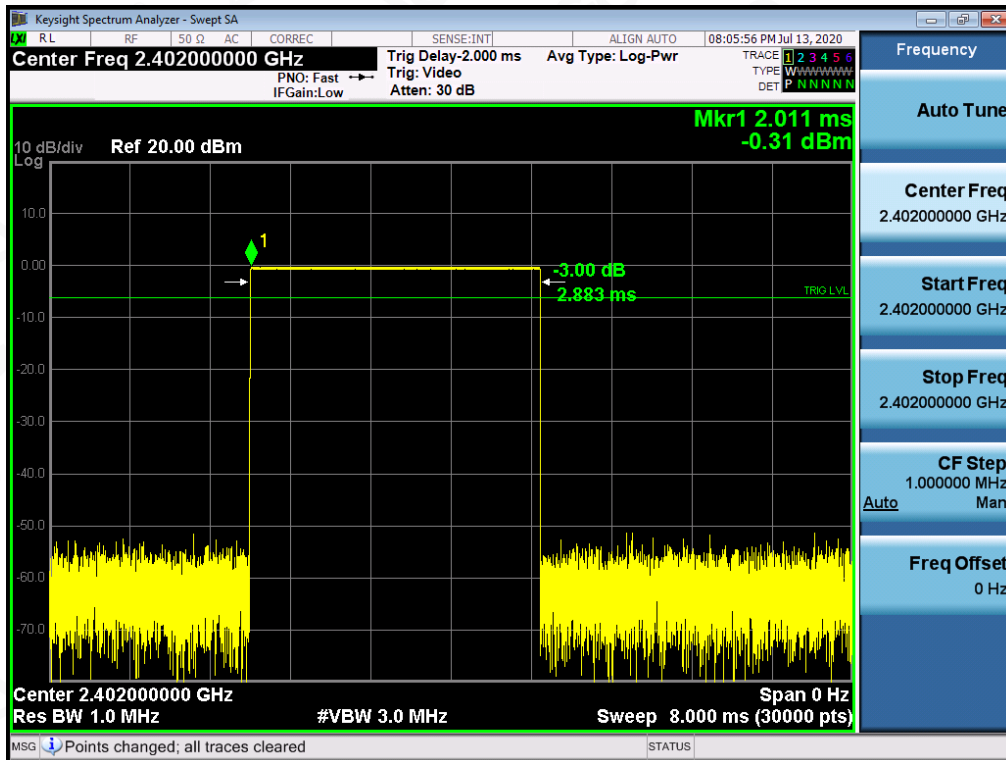 Keysight Spectrum Analyzer - Swept SA
LXI RL RF 50 Ω AC CORREC SENSE:INT ALIGN AUTO 08:05:56 PM Jul 13, 2020
Center Freq 2.402000000 GHz
PNO: Fast
IFGain:Low
Trig Delay-2.000 ms
Trig: Video
Atten: 30 dB
Avg Type: Log-Pwr
TRACE 1 2 3 4 5 6
TYPE WWWWWW
DET P N N N N N
Mkr1 2.011 ms
-0.31 dBm
10 dB/div Ref 20.00 dBm
Log
10.0
0.00
-10.0
-20.0
-30.0
-40.0
-50.0
-60.0
-70.0
1
-3.00 dB
2.883 ms
TRIG LVL
Center 2.402000000 GHz Span 0 Hz
Res BW 1.0 MHz #VBW 3.0 MHz Sweep 8.000 ms (30000 pts)
MSG Points changed; all traces cleared STATUS
Frequency
Auto Tune
Center Freq
2.402000000 GHz
Start Freq
2.402000000 GHz
Stop Freq
2.402000000 GHz
CF Step
1.000000 MHz
Auto Man
Freq Offset
0 Hz